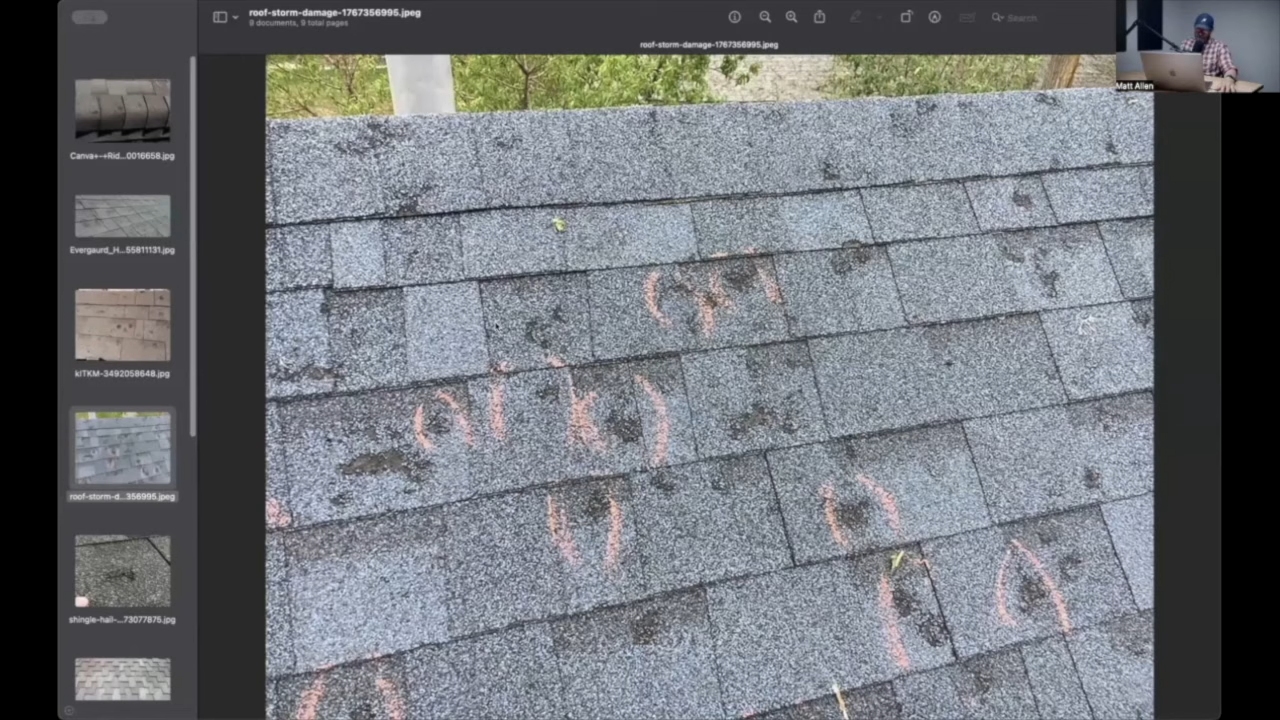 roof-storm-damage-1767356995.jpeg
9 documents, 9 total pages
Search
roof-storm-damage-1767356995.jpeg
Matt Allen
Canva+-+Rid...0016658.jpg
Evergaurd_H...55811131.jpg
kITKM-3492058648.jpg
roof-storm-d...356995.jpg
shingle-hail-...73077875.jpg